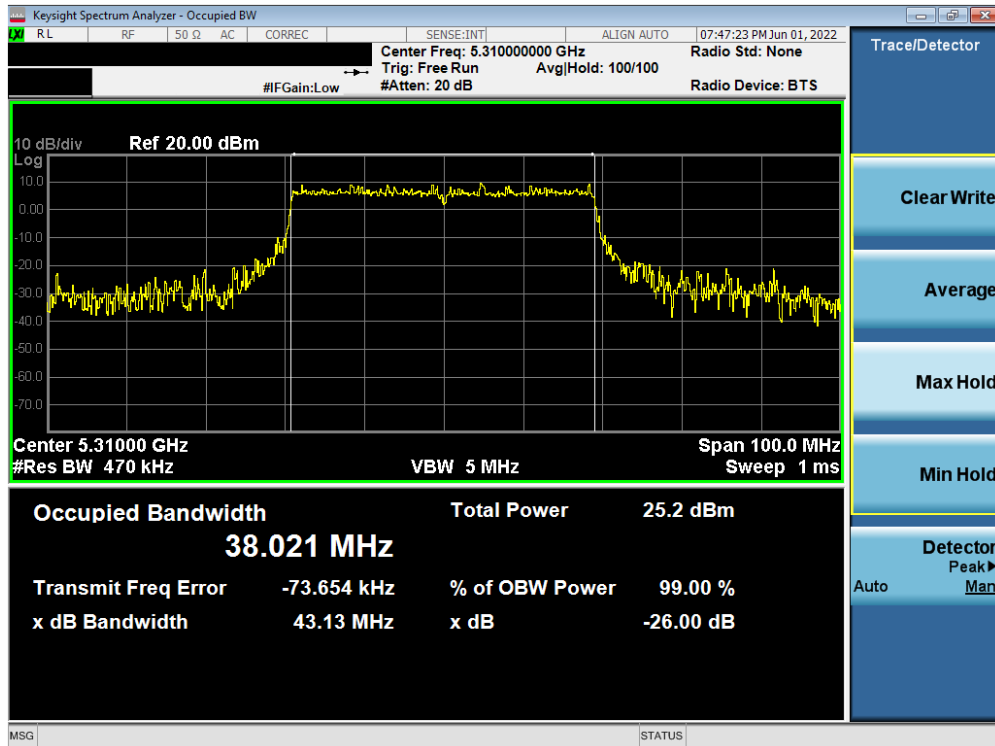 Keysight Spectrum Analyzer - Occupied BW
LXI RL RF 50 Ω AC CORREC SENSE:INT ALIGN AUTO 07:47:23 PM Jun 01, 2022
Center Freq: 5.310000000 GHz Radio Std: None
Trig: Free Run Avg|Hold: 100/100
#IFGain:Low #Atten: 20 dB Radio Device: BTS
Trace/Detector
10 dB/div Ref 20.00 dBm
Log
10.0
0.00
-10.0
-20.0
-30.0
-40.0
-50.0
-60.0
-70.0
Center 5.31000 GHz Span 100.0 MHz
#Res BW 470 kHz VBW 5 MHz Sweep 1 ms
Occupied Bandwidth Total Power 25.2 dBm
38.021 MHz
Transmit Freq Error -73.654 kHz % of OBW Power 99.00 %
x dB Bandwidth 43.13 MHz x dB -26.00 dB
Clear Write
Average
Max Hold
Min Hold
Detector
Peak▶
Auto Man
MSG STATUS